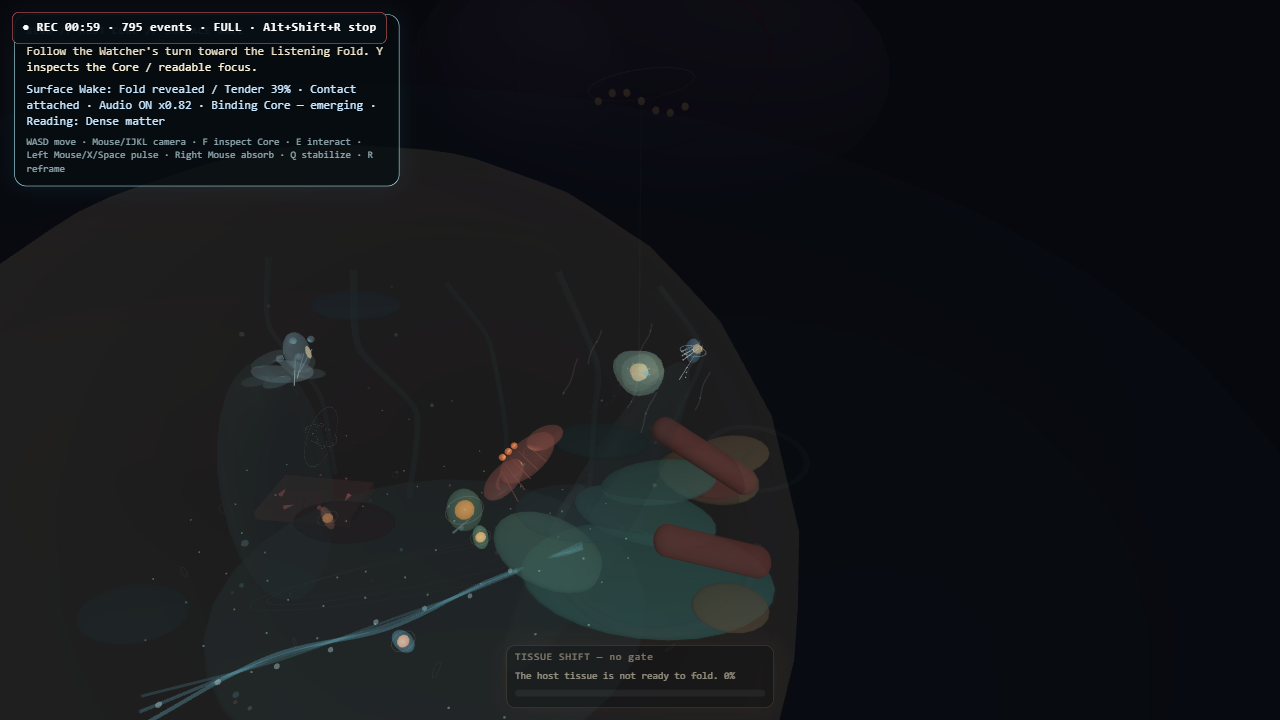 ● REC 00:59 · 795 events · FULL · Alt+Shift+R stop
Follow the Watcher's turn toward the Listening Fold. Y
inspects the Core / readable focus.
Surface Wake: Fold revealed / Tender 39% · Contact
attached · Audio ON x0.82 · Binding Core — emerging ·
Reading: Dense matter
WASD move · Mouse/IJKL camera · F inspect Core · E interact ·
Left Mouse/X/Space pulse · Right Mouse absorb · Q stabilize · R
reframe
TISSUE SHIFT — no gate
The host tissue is not ready to fold. 0%